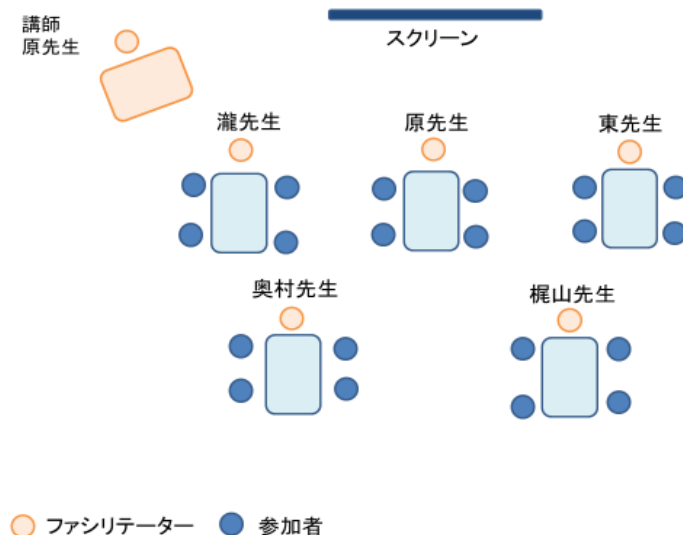 講師
原先生
スクリーン
瀧先生
原先生
東先生
奥村先生
梶山先生
ファシリテーター
参加者